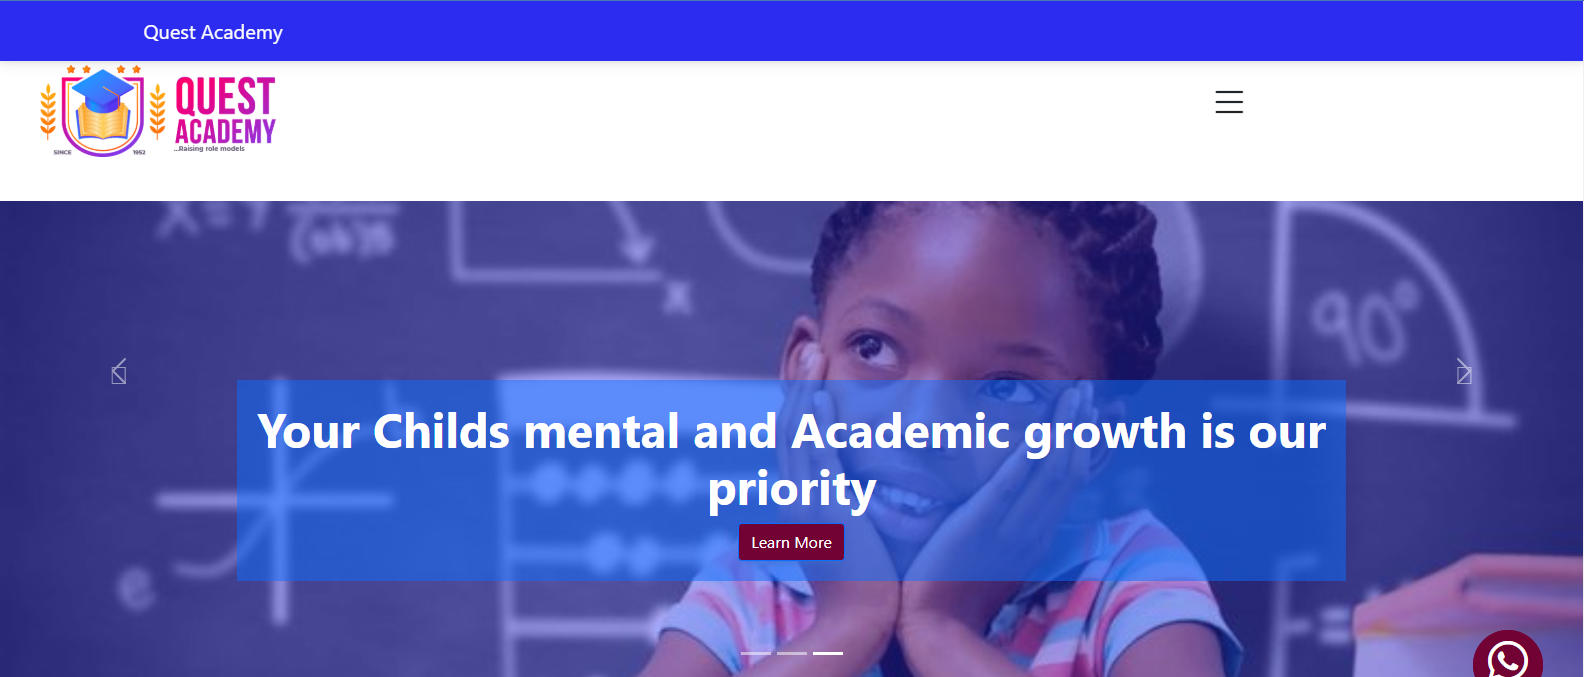 Quest Academy
QUEST
ACADEMY
SINCE 1952
...Raising role models
X
90°
Your Childs mental and Academic growth is our
priority
Learn More
e